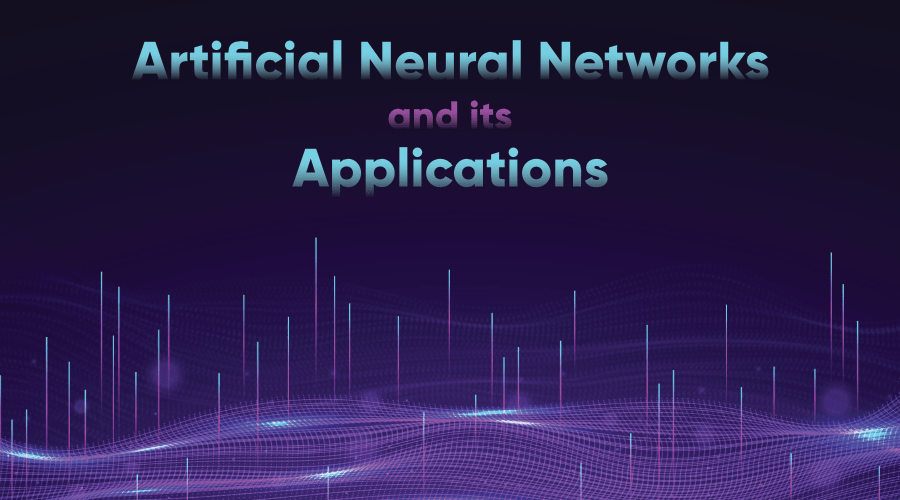 Artificial Neural Networks
and its
Applications